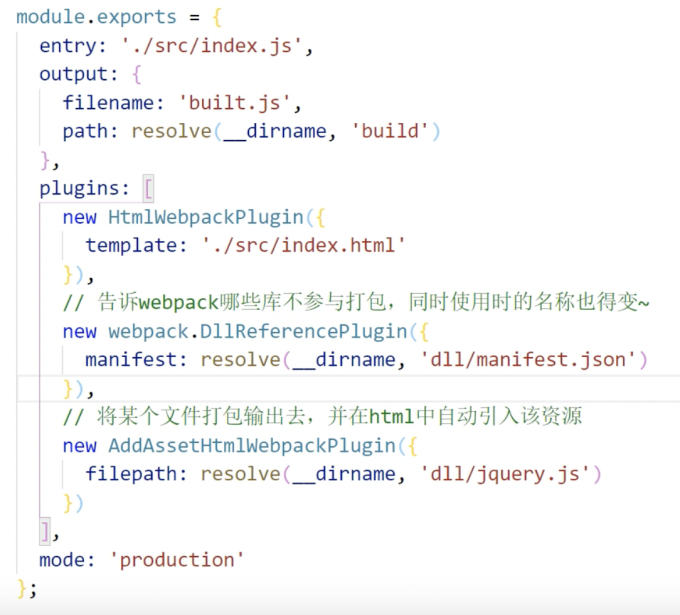 module.exports = {
  entry: './src/index.js',
  output: {
    filename: 'built.js',
    path: resolve(__dirname, 'build')
  },
  plugins: [
    new HtmlWebpackPlugin({
      template: './src/index.html'
    }),
    // 告诉webpack哪些库不参与打包，同时使用时的名称也得变~
    new webpack.DllReferencePlugin({
      manifest: resolve(__dirname, 'dll/manifest.json')
    }),
    // 将某个文件打包输出去，并在html中自动引入该资源
    new AddAssetHtmlWebpackPlugin({
      filepath: resolve(__dirname, 'dll/jquery.js')
    })
  ],
  mode: 'production'
};